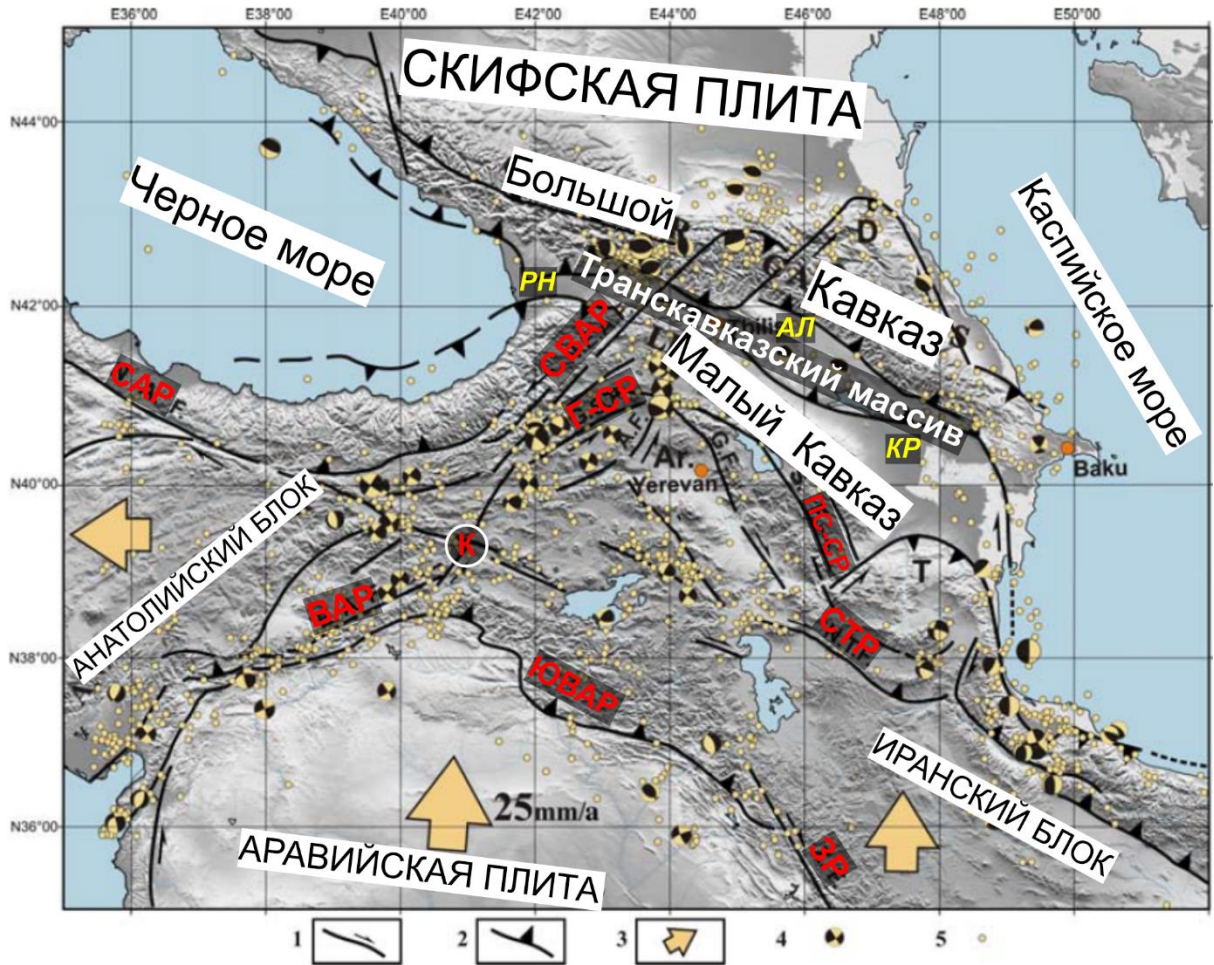 E36°00' E38°00' E40°00' E42°00' E44°00' E46°00' E48°00' E50°00'
N44°00'
N42°00'
N40°00'
N38°00'
N36°00'
СКИФСКАЯ ПЛИТА
Черное море
Большой
Кавказ
Каспийское море
R
D
РН
Транскавказский массив
АЛ
S
СВАР
Малый Кавказ
САР
Г-СР
КР
A.F.
G.F.
Ar.
Yerevan
Baku
АНАТОЛИЙСКИЙ БЛОК
К
ПС-СР
T
ВАР
СТР
ЮВАР
ИРАНСКИЙ БЛОК
25mm/a
АРАВИЙСКАЯ ПЛИТА
ЗР
1 2 3 4 5